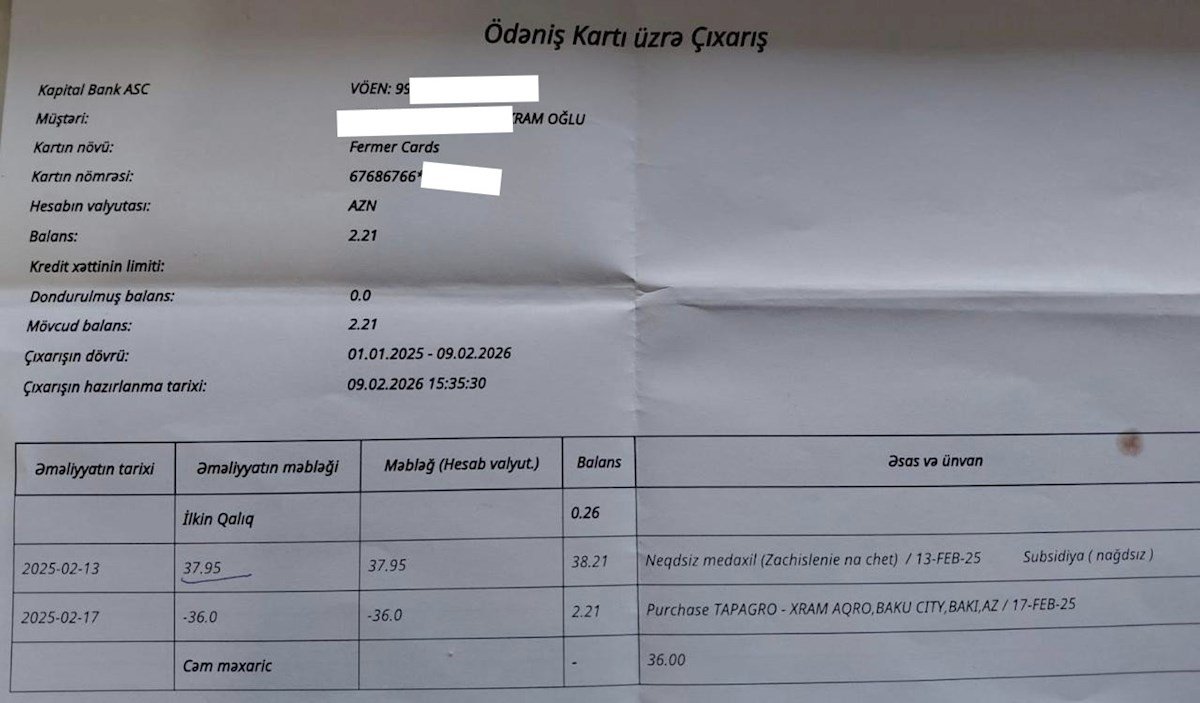 Ödəniş Kartı üzrə Çıxarış
Kapital Bank ASC VÖEN: 99
Müştəri: XRAM OĞLU
Kartın növü: Fermer Cards
Kartın nömrəsi: 67686766*
Hesabın valyutası: AZN
Balans: 2.21
Kredit xəttinin limiti:
Dondurulmuş balans: 0.0
Mövcud balans: 2.21
Çıxarışın dövrü: 01.01.2025 - 09.02.2026
Çıxarışın hazırlanma tarixi: 09.02.2026 15:35:30
Əməliyyatın tarixi Əməliyyatın məbləği Məbləğ (Hesab valyut.) Balans Əsas və ünvan
İlkin Qalıq 0.26
2025-02-13 37.95 37.95 38.21 Neqdsiz medaxil (Zachislenie na chet) / 13-FEB-25 Subsidiya ( nağdsız )
2025-02-17 -36.0 -36.0 2.21 Purchase TAPAGRO - XRAM AQRO,BAKU CITY,BAKI,AZ / 17-FEB-25
Cəm məxaric - 36.00